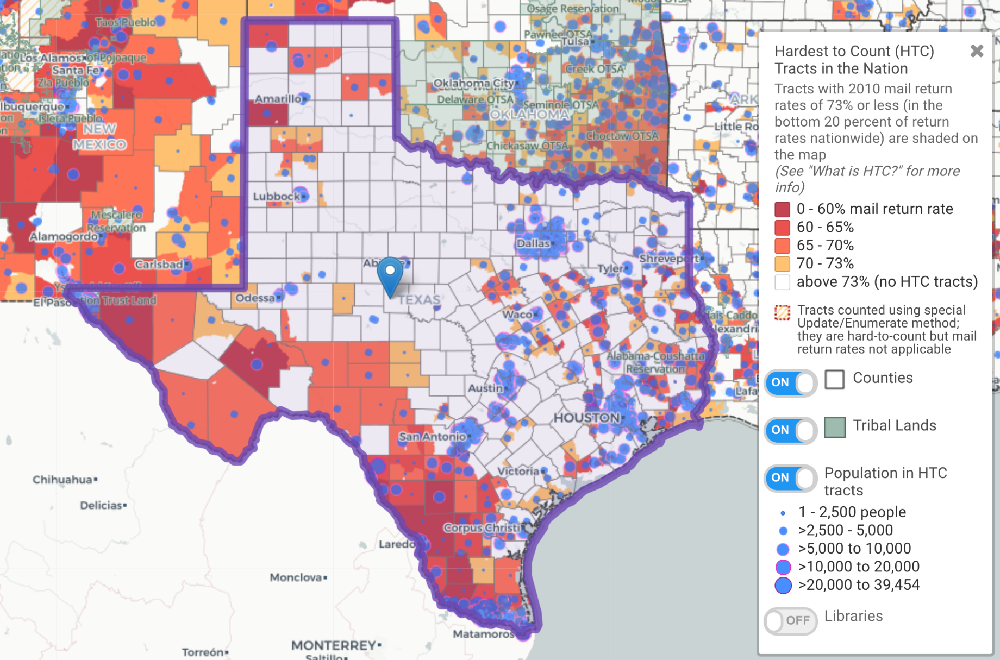 Osage Reservation
Taos Pueblo
Pawnee OTSA
Tulsa
Los Alamos
of Pojoaque
Santa Fe
Zia Pueblo
Creek OTSA
Oklahoma City
Amarillo
Delaware OTSA
Seminole OTSA
ARK
lbuquerque
Isleta Pueblo
OKLAHOMA
NEW
MEXICO
Little Ro
Choctaw OTSA
Chickasaw OTSA
Lubbock
Mescalero
Reservation
Alamogordo
Dallas
Carlsbad
Shreveport
Tyler
Odessa
TEXAS
El Paso
tion Trust Land
Waco
Alexandri
Alabama-Coushatta
Reservation
Austin
Lafa
HOUSTON
San Antonio
Victoria
Chihuahua
Delicias
Corpus Christi
Laredo
Monclova
Matamoros
MONTERREY
Torreón
Saltillo
Hardest to Count (HTC)
Tracts in the Nation
Tracts with 2010 mail return
rates of 73% or less (in the
bottom 20 percent of return
rates nationwide) are shaded on
the map
(See "What is HTC?" for more
info)
0 - 60% mail return rate
60 - 65%
65 - 70%
70 - 73%
above 73% (no HTC tracts)
Tracts counted using special
Update/Enumerate method;
they are hard-to-count but mail
return rates not applicable
ON
Counties
ON
Tribal Lands
ON
Population in HTC
tracts
1 - 2,500 people
>2,500 - 5,000
>5,000 to 10,000
>10,000 to 20,000
>20,000 to 39,454
OFF
Libraries